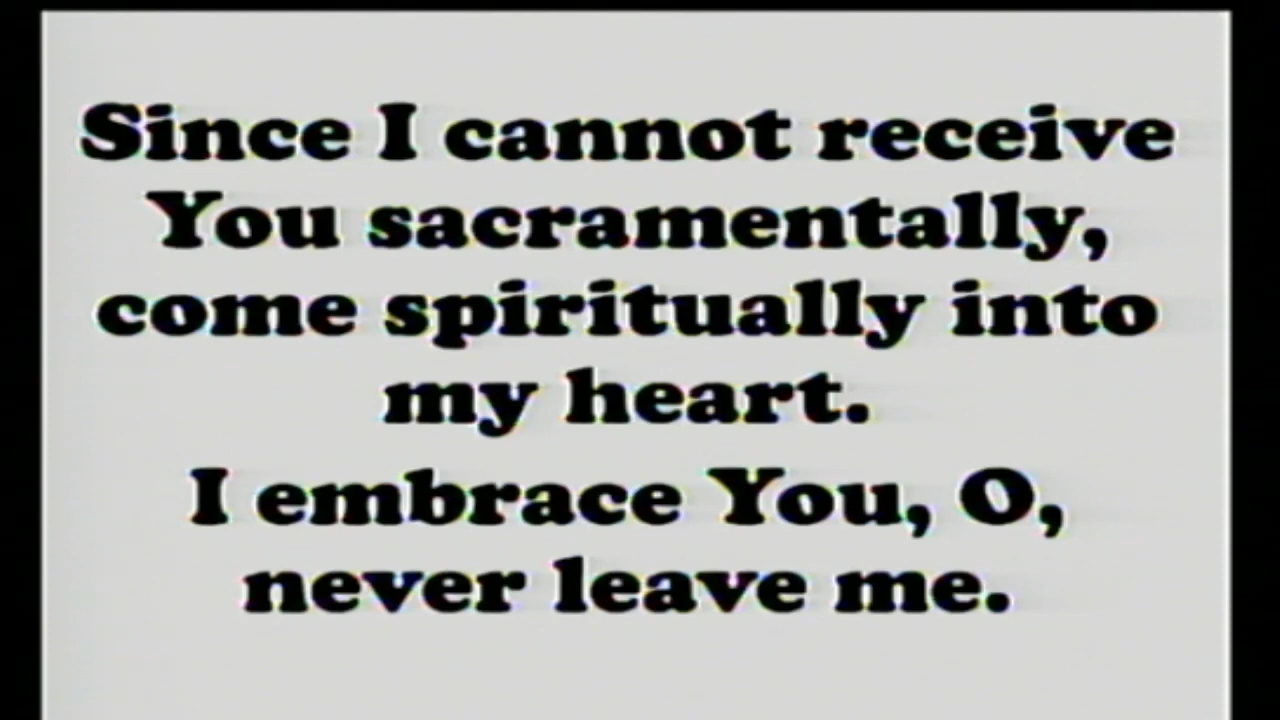 Since I cannot receive
You sacramentally,
come spiritually into
my heart.
I embrace You, O,
never leave me.